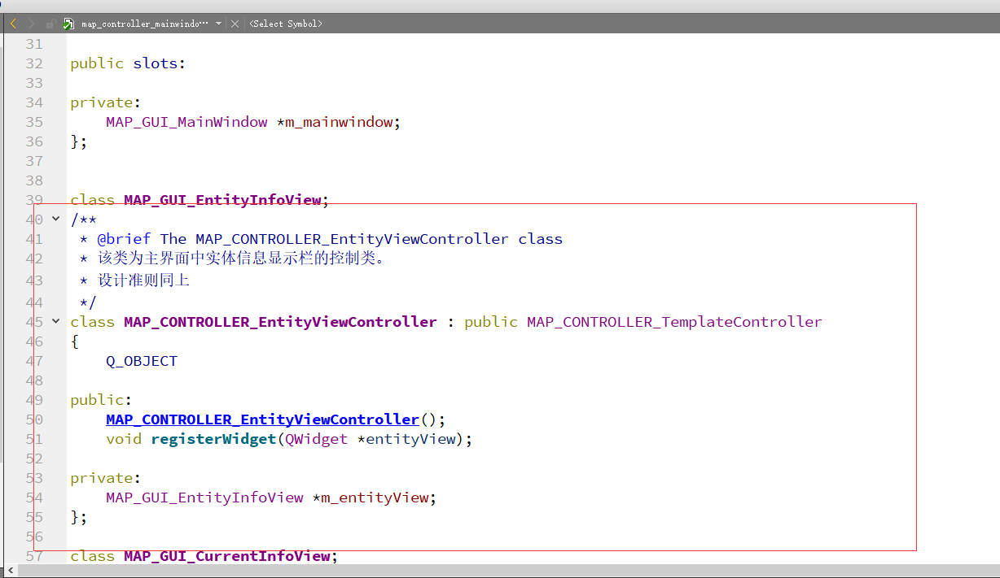 map_controller_mainwindo… <Select Symbol>
31
32 public slots:
33
34 private:
35 MAP_GUI_MainWindow *m_mainwindow;
36 };
37
38
39 class MAP_GUI_EntityInfoView;
40 /**
41 * @brief The MAP_CONTROLLER_EntityViewController class
42 * 该类为主界面中实体信息显示栏的控制类。
43 * 设计准则同上
44 */
45 class MAP_CONTROLLER_EntityViewController : public MAP_CONTROLLER_TemplateController
46 {
47 Q_OBJECT
48
49 public:
50 MAP_CONTROLLER_EntityViewController();
51 void registerWidget(QWidget *entityView);
52
53 private:
54 MAP_GUI_EntityInfoView *m_entityView;
55 };
56
57 class MAP_GUI_CurrentInfoView;